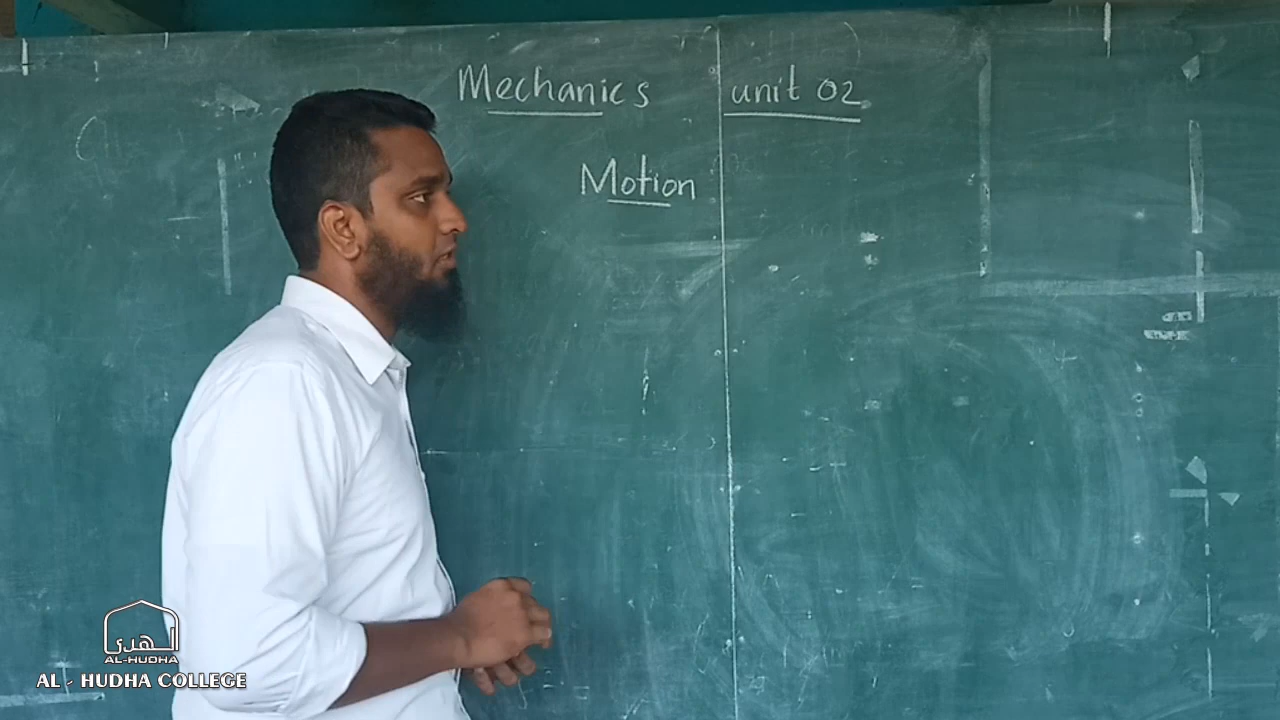 Mechanics unit 02
Motion
الهدى
AL-HUDHA
AL - HUDHA COLLEGE